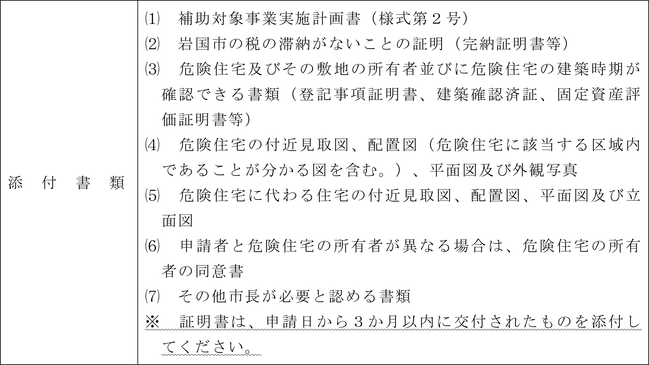 添付書類
⑴　補助対象事業実施計画書（様式第２号）
⑵　岩国市の税の滞納がないことの証明（完納証明書等）
⑶　危険住宅及びその敷地の所有者並びに危険住宅の建築時期が
確認できる書類（登記事項証明書、建築確認済証、固定資産評
価証明書等）
⑷　危険住宅の付近見取図、配置図（危険住宅に該当する区域内
であることが分かる図を含む。）、平面図及び外観写真
⑸　危険住宅に代わる住宅の付近見取図、配置図、平面図及び立
面図
⑹　申請者と危険住宅の所有者が異なる場合は、危険住宅の所有
者の同意書
⑺　その他市長が必要と認める書類
※　証明書は、申請日から３か月以内に交付されたものを添付し
てください。